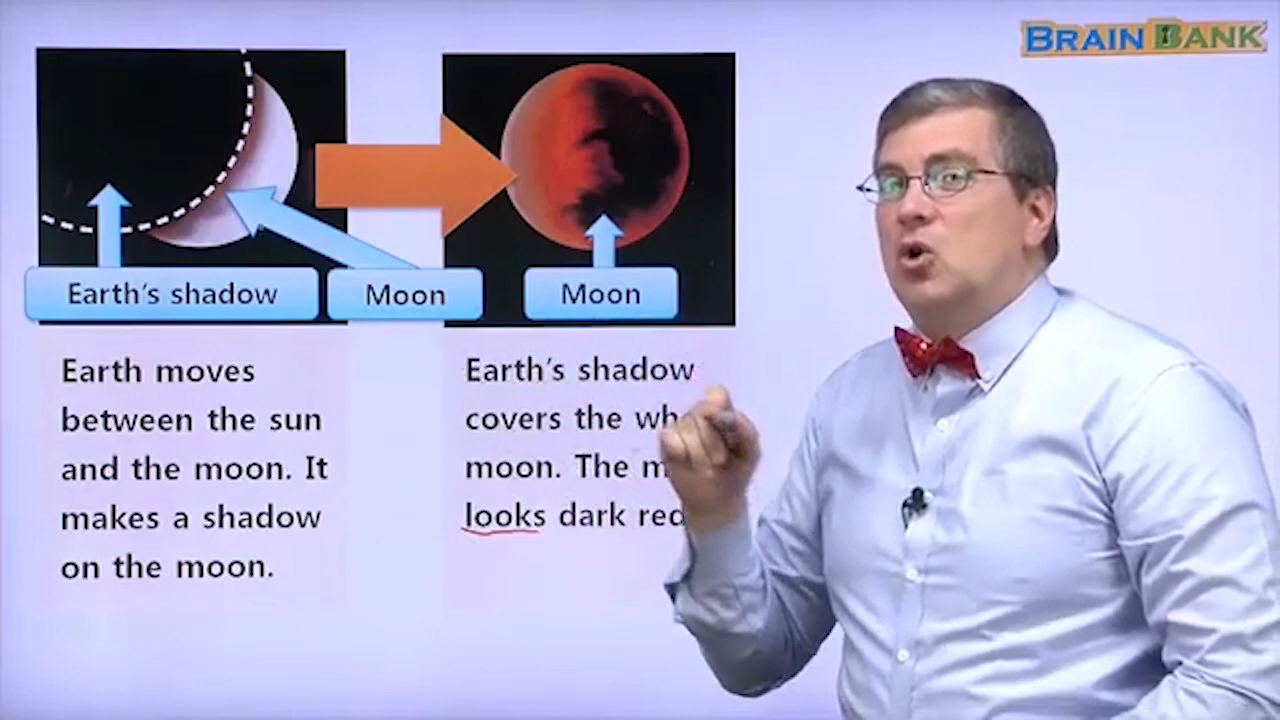 BRAIN BANK
Earth's shadow
Moon
Moon
Earth moves
between the sun
and the moon. It
makes a shadow
on the moon.
Earth's shadow
covers the
moon. The
looks dark red